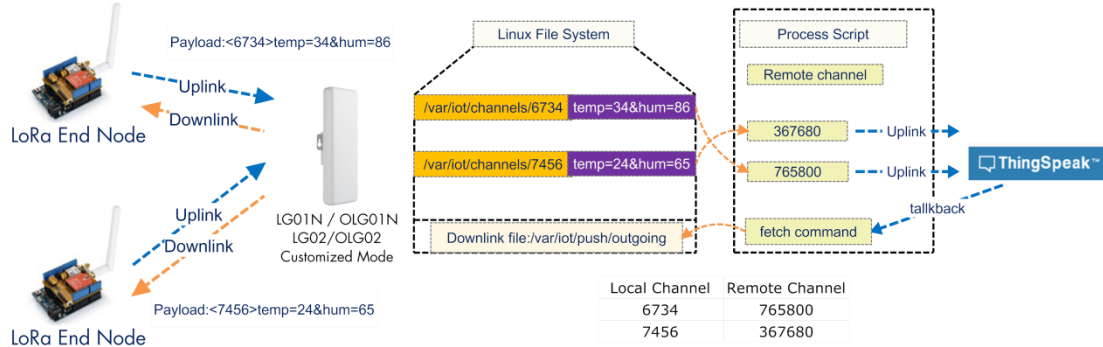 Payload:<6734>temp=34&hum=86
Uplink
Downlink
LoRa End Node
Uplink
Downlink
LG01N / OLG01N
LG02/OLG02
Customized Mode
Payload:<7456>temp=24&hum=65
LoRa End Node
Linux File System
/var/iot/channels/6734 temp=34&hum=86
/var/iot/channels/7456 temp=24&hum=65
Downlink file:/var/iot/push/outgoing
Process Script
Remote channel
367680 Uplink
765800 Uplink
ThingSpeak™
tallkback
fetch command
Local Channel Remote Channel
6734 765800
7456 367680